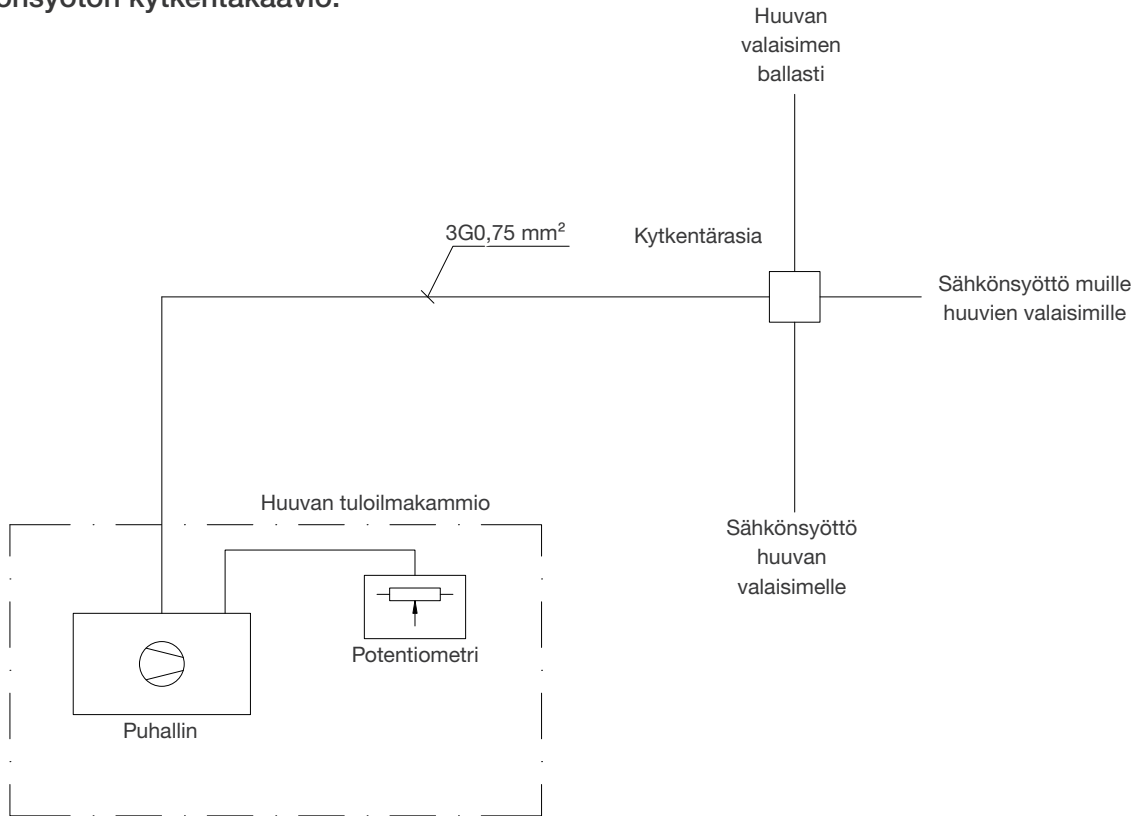 kytkentäkaavio:
Huuvan
valaisimen
ballasti
3G0,75 mm²
Kytkentärasia
Sähkönsyöttö muille
huuvien valaisimille
Huuvan tuloilmakammio
Sähkönsyöttö
huuvan
valaisimelle
Potentiometri
Puhallin